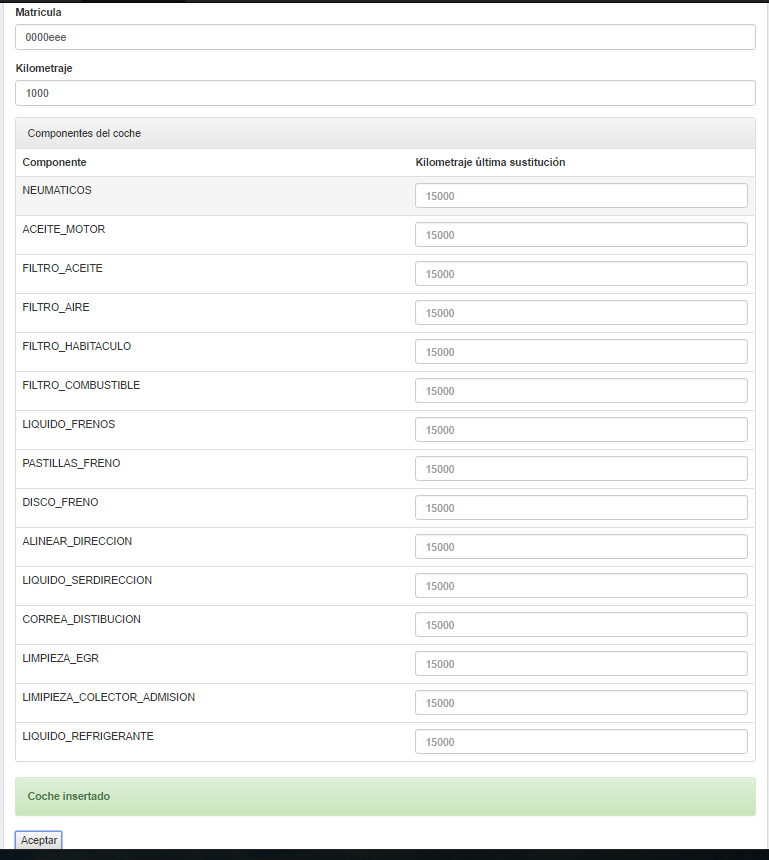 Matricula
0000eee
Kilometraje
1000
Componentes del coche
Componente Kilometraje última sustitución
NEUMATICOS 15000
ACEITE_MOTOR 15000
FILTRO_ACEITE 15000
FILTRO_AIRE 15000
FILTRO_HABITACULO 15000
FILTRO_COMBUSTIBLE 15000
LIQUIDO_FRENOS 15000
PASTILLAS_FRENO 15000
DISCO_FRENO 15000
ALINEAR_DIRECCION 15000
LIQUIDO_SERDIRECCION 15000
CORREA_DISTIBUCION 15000
LIMPIEZA_EGR 15000
LIMIPIEZA_COLECTOR_ADMISION 15000
LIQUIDO_REFRIGERANTE 15000
Coche insertado
Aceptar